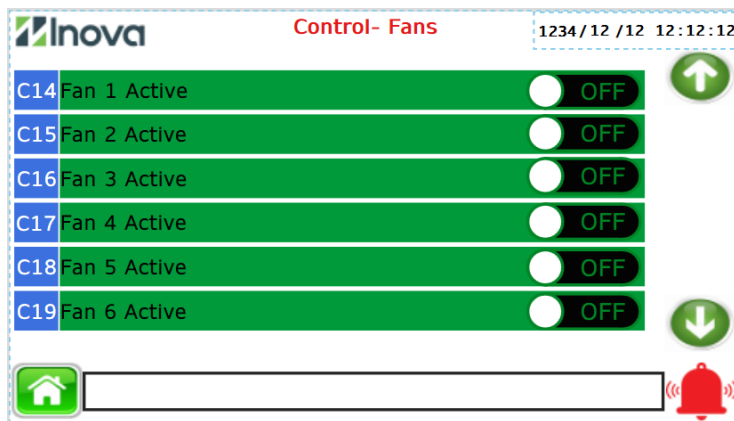 Inova
Control- Fans
1234/12 /12 12:12:12
C14 Fan 1 Active OFF
C15 Fan 2 Active OFF
C16 Fan 3 Active OFF
C17 Fan 4 Active OFF
C18 Fan 5 Active OFF
C19 Fan 6 Active OFF